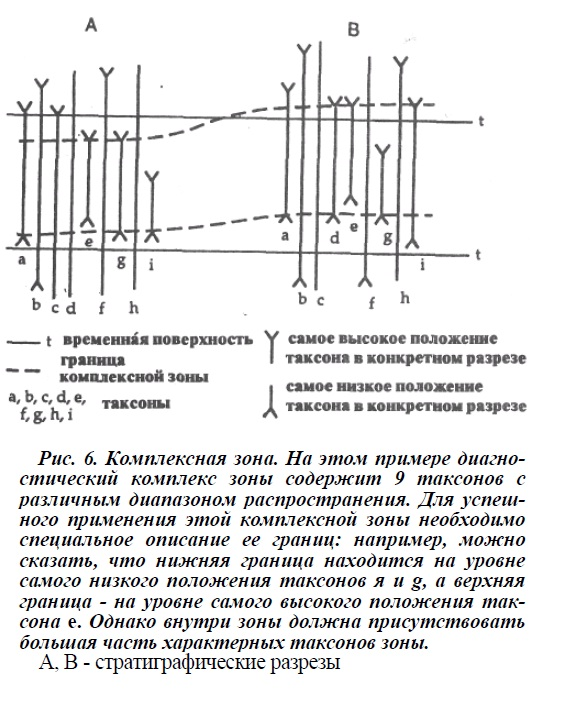 A
B
t
a
e
g
i
b c d
f
h
a
d
e
g
i
t
b c
f
h
t временна́я поверхность
граница
комплексной зоны
a, b, c, d, e,
f, g, h, i
таксоны
самое высокое положение
таксона в конкретном разрезе
самое низкое положение
таксона в конкретном разрезе
Рис. 6. Комплексная зона. На этом примере диагно-
стический комплекс зоны содержит 9 таксонов с
различным диапазоном распространения. Для успеш-
ного применения этой комплексной зоны необходимо
специальное описание ее границ: например, можно
сказать, что нижняя граница находится на уровне
самого низкого положения таксонов я и g, а верхняя
граница - на уровне самого высокого положения так-
сона e. Однако внутри зоны должна присутствовать
большая часть характерных таксонов зоны.
А, В - стратиграфические разрезы